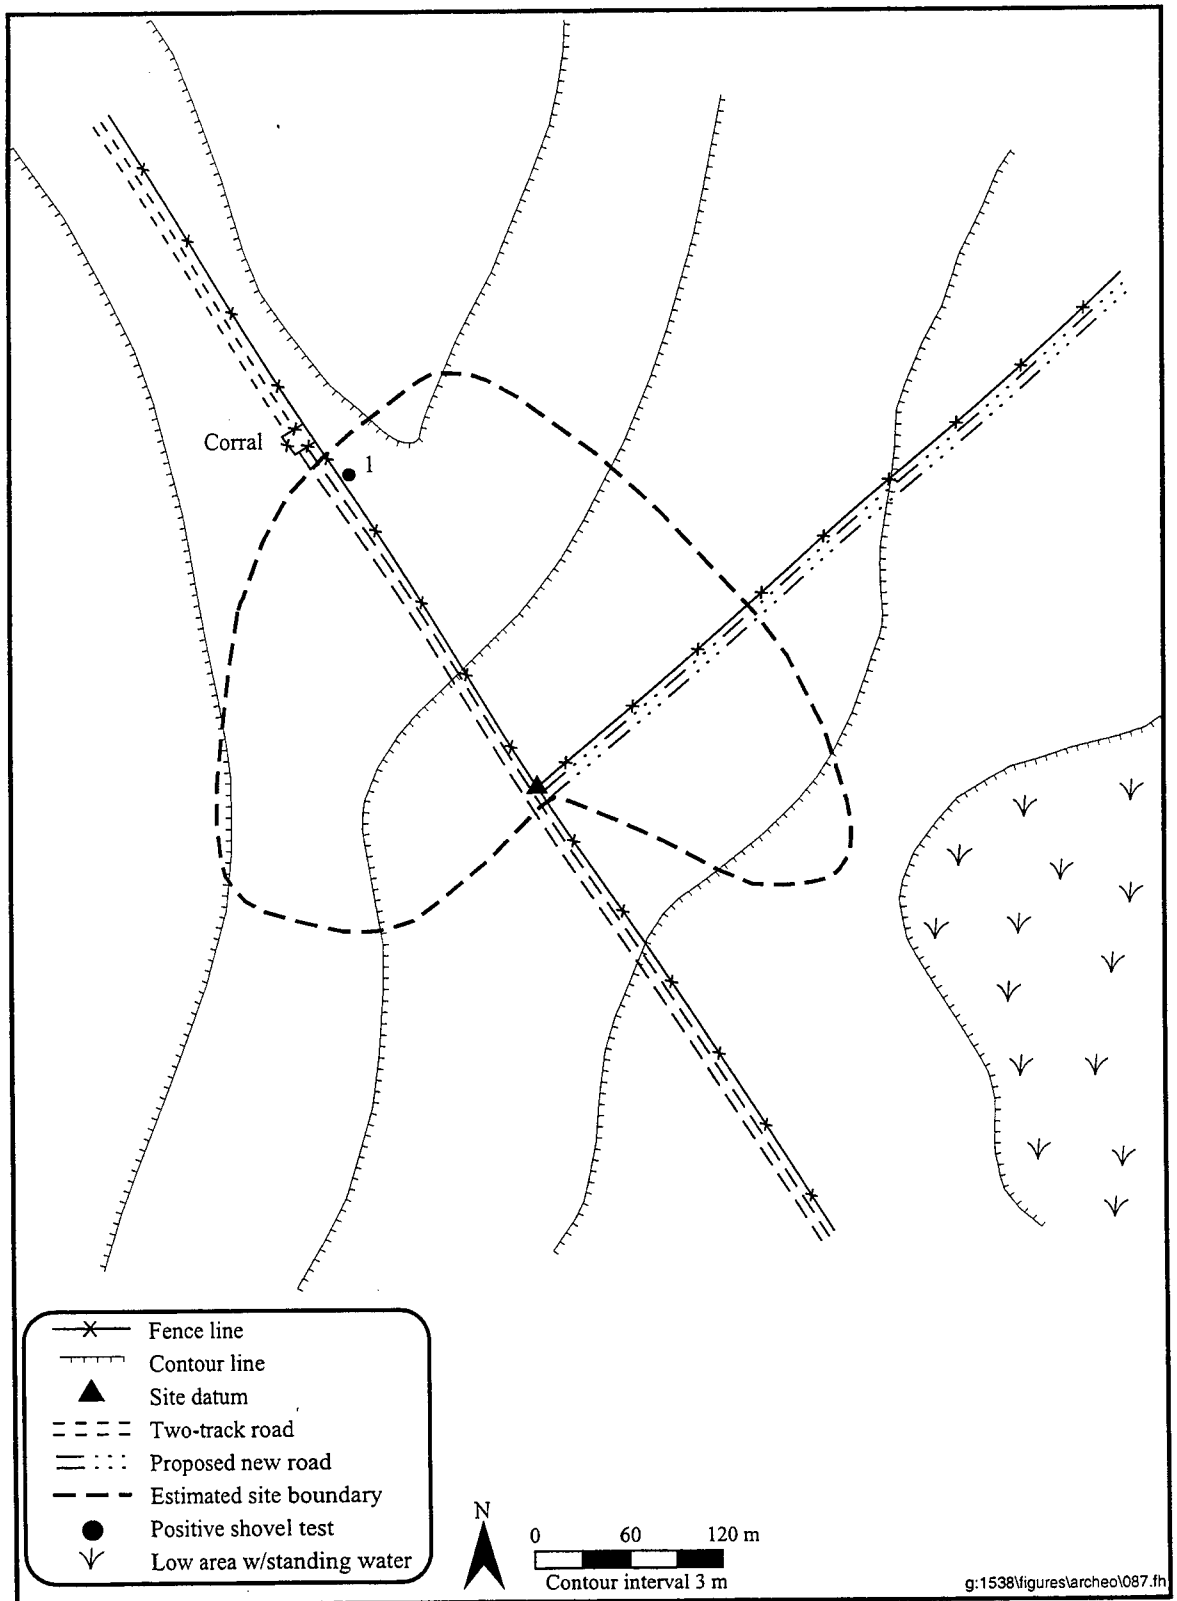 Corral
1
Fence line
Contour line
Site datum
Two-track road
Proposed new road
Estimated site boundary
Positive shovel test
Low area w/standing water
N
0 60 120 m
Contour interval 3 m
g:1538\figures\archeo\087.fh